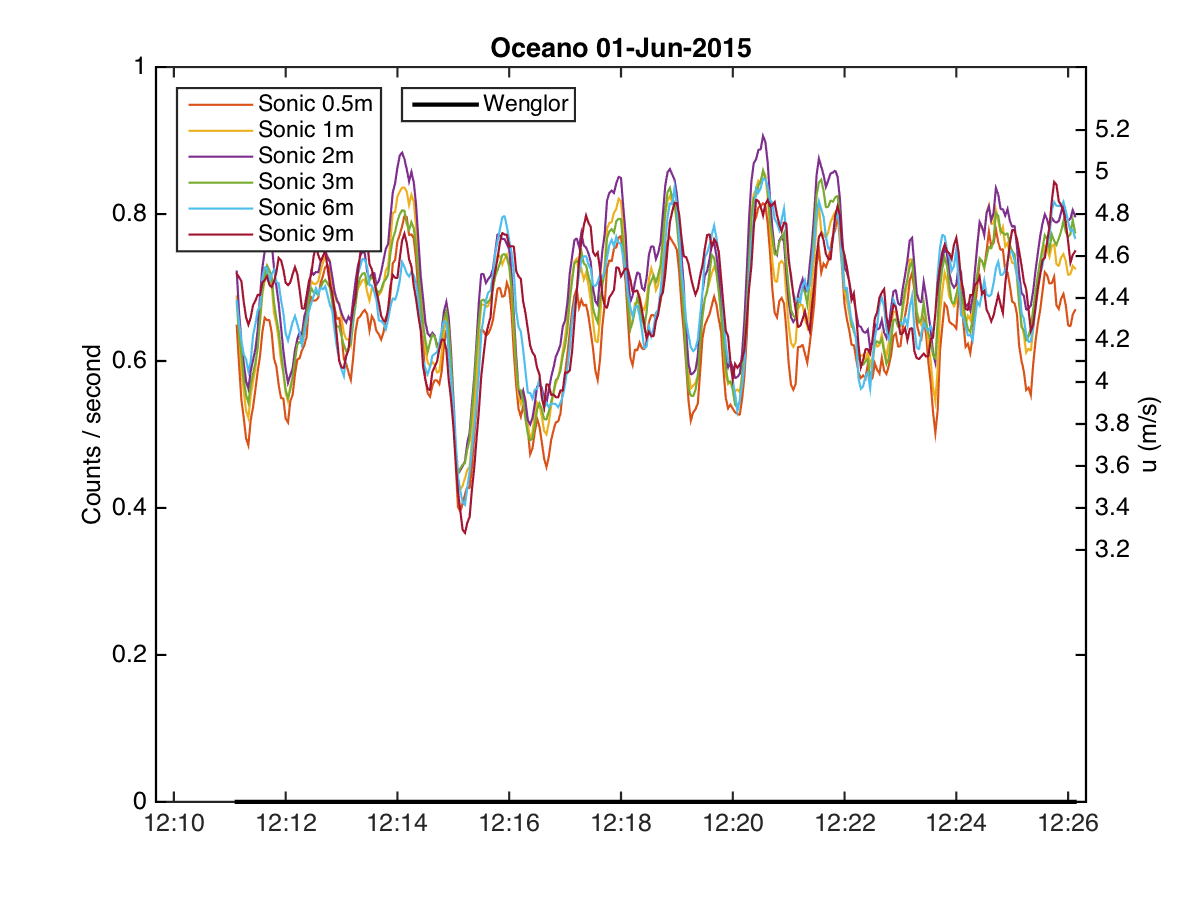 Oceano 01-Jun-2015
Sonic 0.5m
Sonic 1m
Sonic 2m
Sonic 3m
Sonic 6m
Sonic 9m
Wenglor
Counts / second
1
0.8
0.6
0.4
0.2
0
5.2
5
4.8
4.6
4.4
4.2
4
3.8
3.6
3.4
3.2
u (m/s)
12:10 12:12 12:14 12:16 12:18 12:20 12:22 12:24 12:26